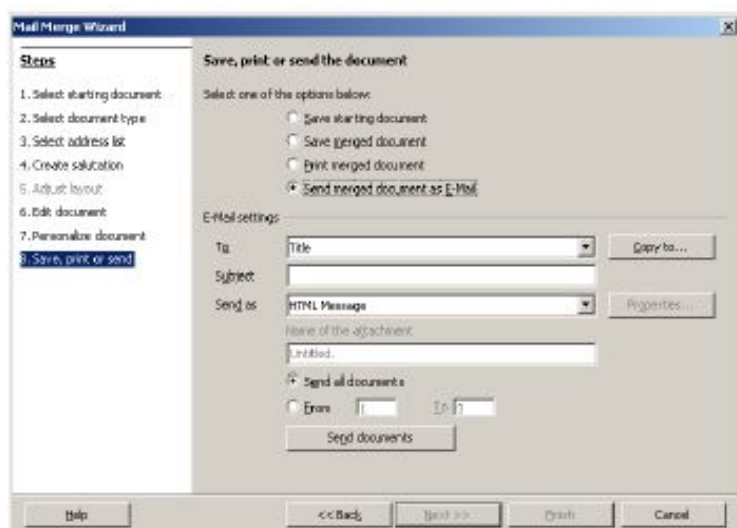 Mail Merge Wizard
Steps
1. Select starting document
2. Select document type
3. Select address list
4. Create salutation
5. Adjust layout
6. Edit document
7. Personalize document
8. Save, print or send
Save, print or send the document
Select one of the options below:
Save starting document
Save merged document
Print merged document
Send merged document as E-Mail
E-Mail settings
To Title Copy to...
Subject
Send as HTML Message Properties...
Name of the attachment
Untitled.
Send all documents
From 1 To
Send documents
Help << Back Next >> Finish Cancel